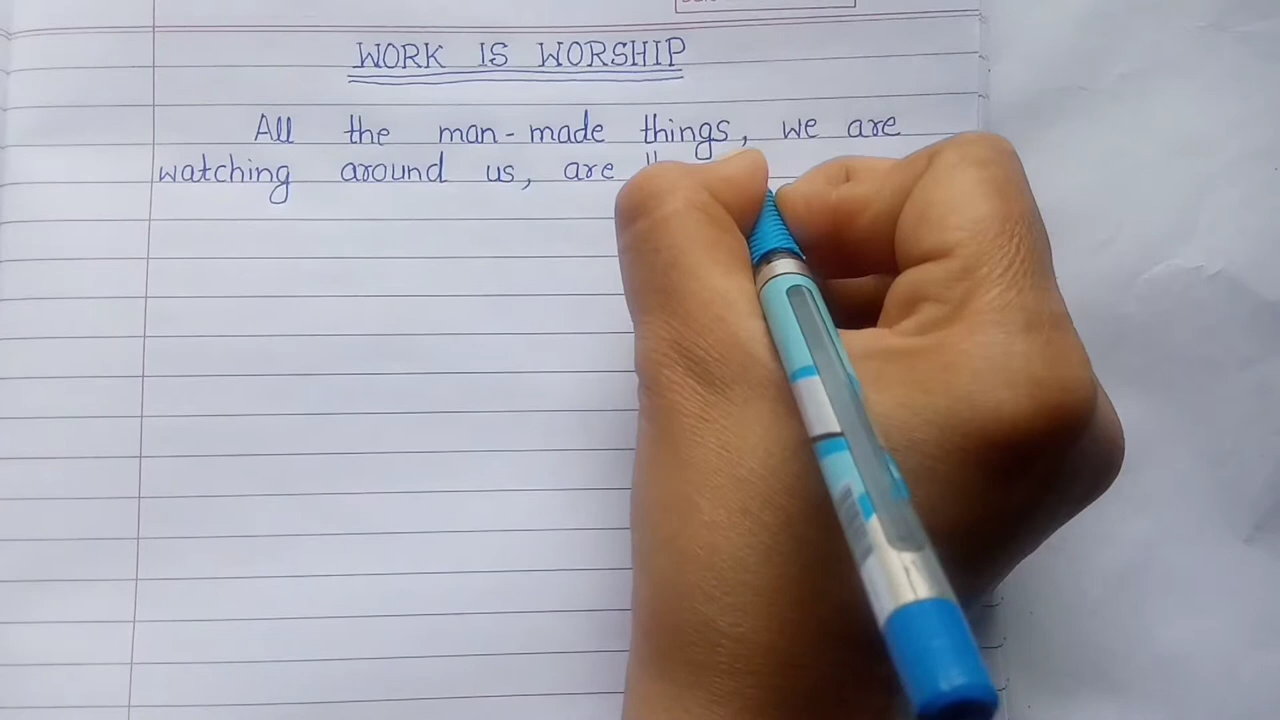 WORK IS WORSHIP
All the man-made things, we are
watching around us, are